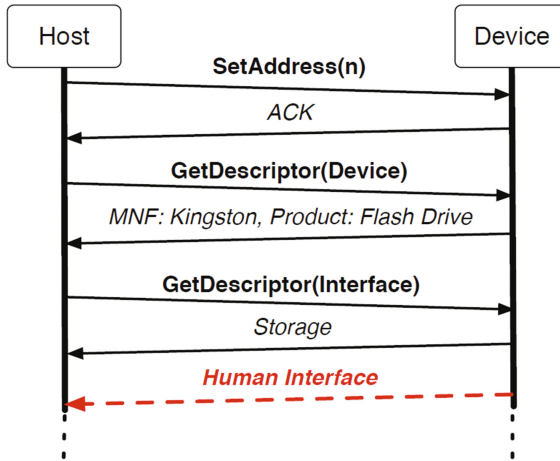 Host
Device
SetAddress(n)
ACK
GetDescriptor(Device)
MNF: Kingston, Product: Flash Drive
GetDescriptor(Interface)
Storage
Human Interface